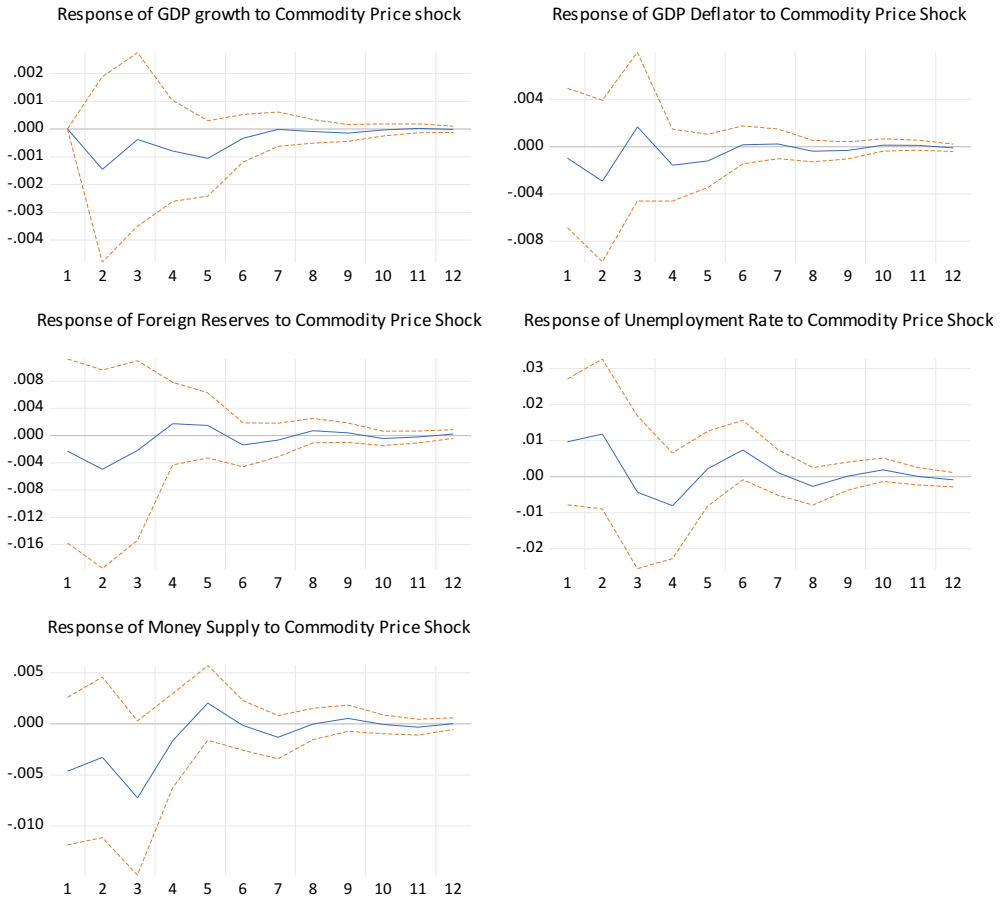 Response of GDP growth to Commodity Price shock
.002
.001
.000
-.001
-.002
-.003
-.004
1 2 3 4 5 6 7 8 9 10 11 12
Response of GDP Deflator to Commodity Price Shock
.004
.000
-.004
-.008
1 2 3 4 5 6 7 8 9 10 11 12
Response of Foreign Reserves to Commodity Price Shock
.008
.004
.000
-.004
-.008
-.012
-.016
1 2 3 4 5 6 7 8 9 10 11 12
Response of Unemployment Rate to Commodity Price Shock
.03
.02
.01
.00
-.01
-.02
1 2 3 4 5 6 7 8 9 10 11 12
Response of Money Supply to Commodity Price Shock
.005
.000
-.005
-.010
1 2 3 4 5 6 7 8 9 10 11 12